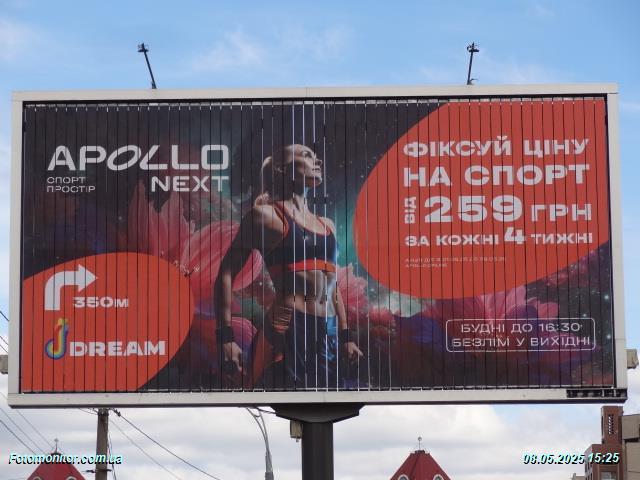 APOLLO
NEXT
СПОРТ
ПРОСТІР
ФІКСУЙ ЦІНУ
НА СПОРТ
ВІД 259 ГРН
ЗА КОЖНІ 4 ТИЖНІ
350М
DREAM
БУДНІ ДО 16:30
БЕЗЛІМ У ВИХІДНІ
Fotomonitor.com.ua
08.05.2025 15:25